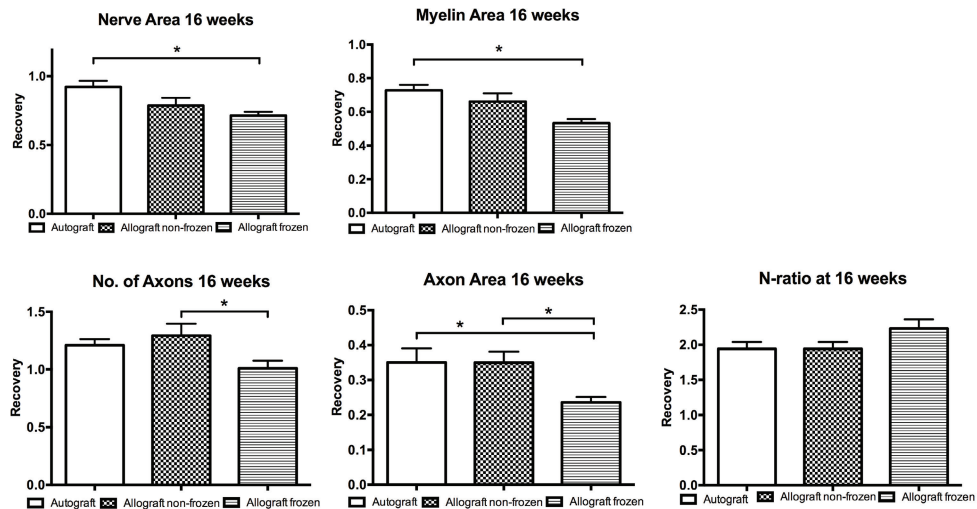 Nerve Area 16 weeks
*
Recovery
1.0
0.5
0.0
Autograft Allograft non-frozen Allograft frozen
Myelin Area 16 weeks
*
Recovery
1.0
0.8
0.6
0.4
0.2
0.0
Autograft Allograft non-frozen Allograft frozen
No. of Axons 16 weeks
*
Recovery
1.5
1.0
0.5
0.0
Autograft Allograft non-frozen Allograft frozen
Axon Area 16 weeks
*
*
Recovery
0.5
0.4
0.3
0.2
0.1
0.0
Autograft Allograft non-frozen Allograft frozen
N-ratio at 16 weeks
Recovery
2.5
2.0
1.5
1.0
0.5
0.0
Autograft Allograft non-frozen Allograft frozen